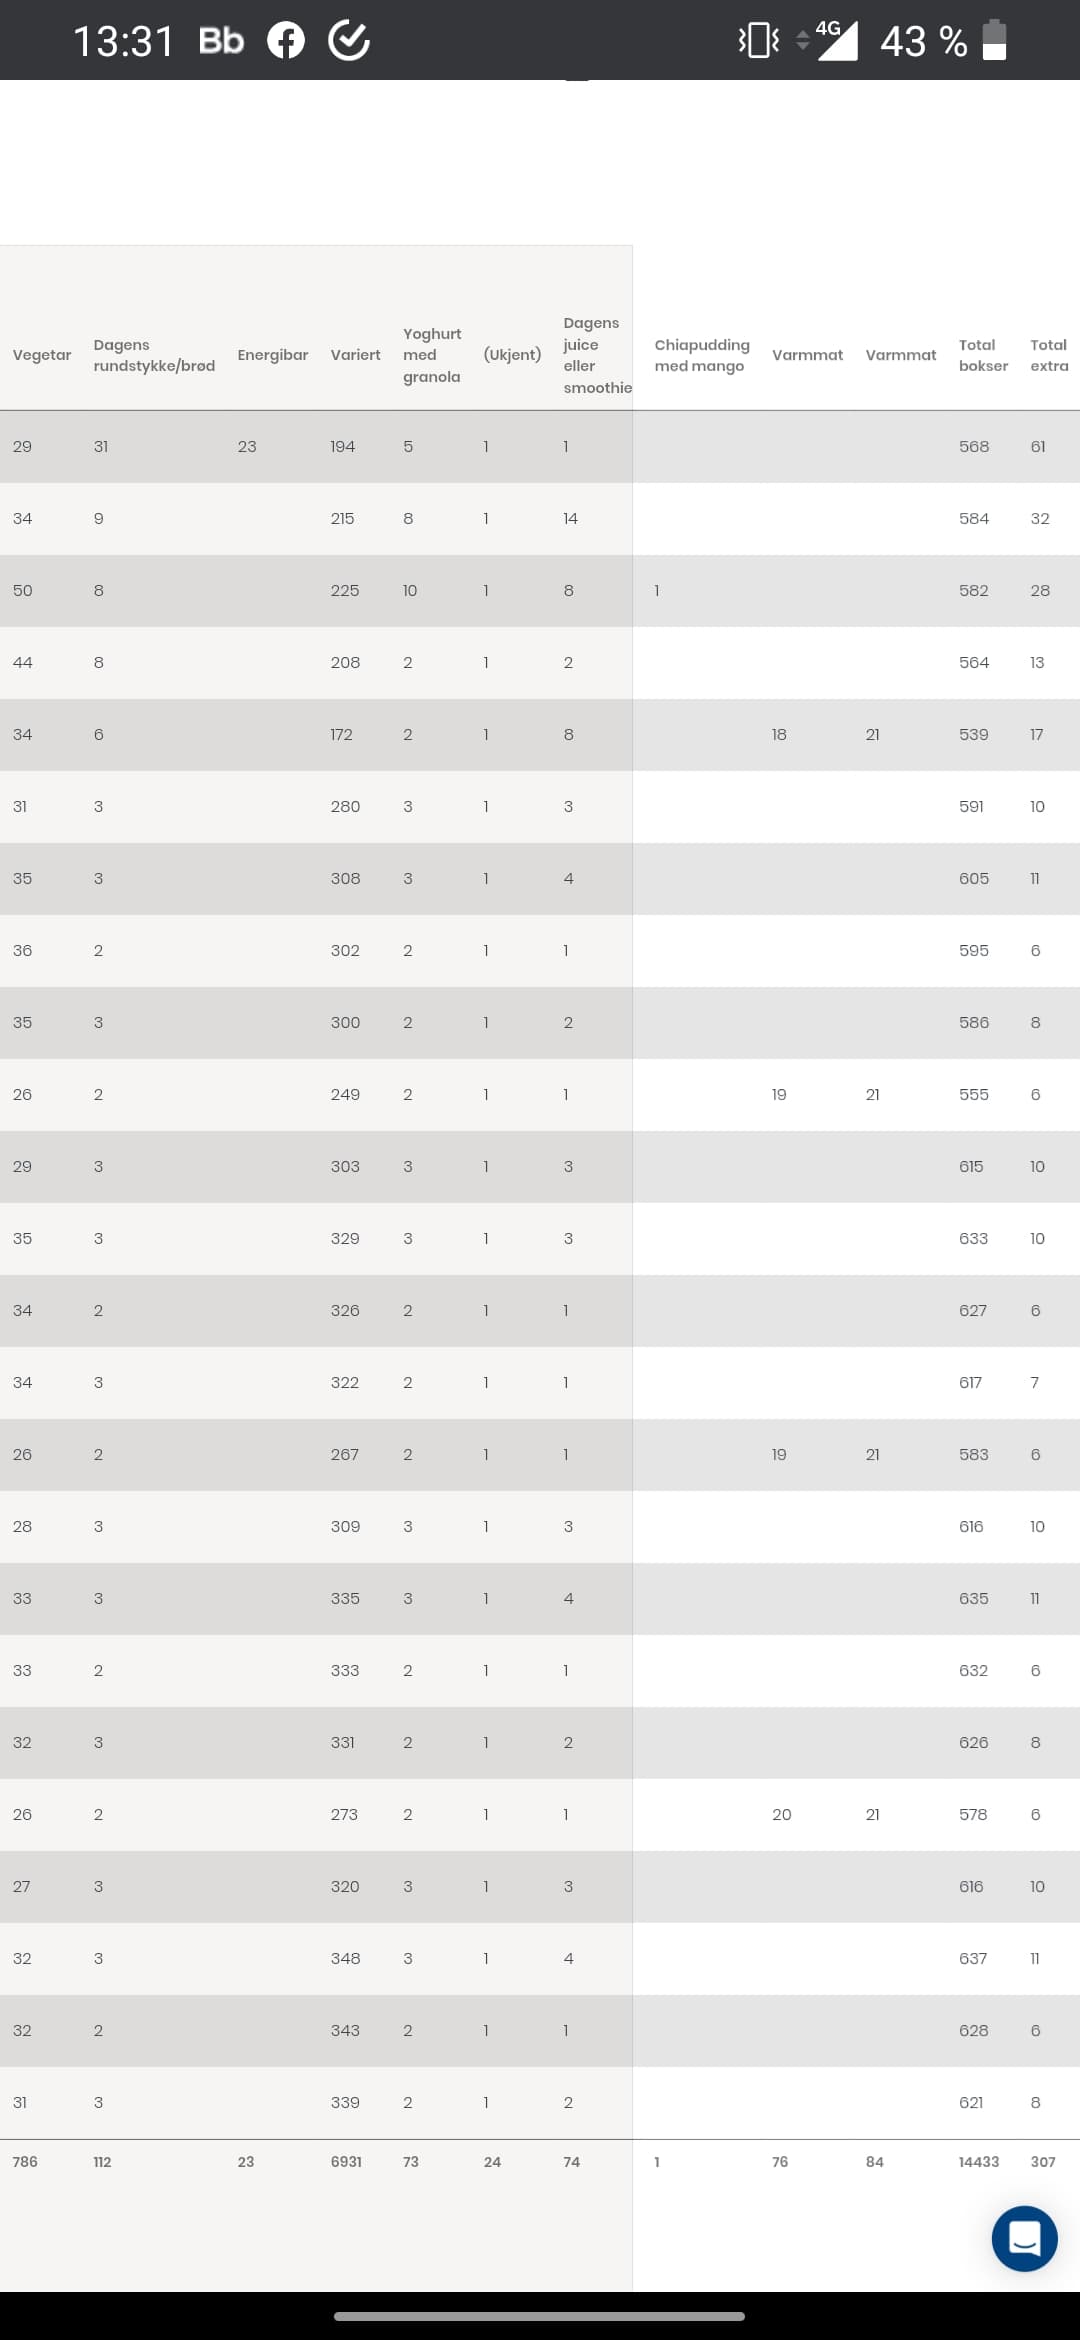 13:31 Bb 4G 43 %
Vegetar Dagens rundstykke/brød Energibar Variert Yoghurt med granola (Ukjent) Dagens juice eller smoothie Chiapudding med mango Varmmat Varmmat Total bokser Total extra
29 31 23 194 5 1 1 568 61
34 9 215 8 1 14 584 32
50 8 225 10 1 8 1 582 28
44 8 208 2 1 2 564 13
34 6 172 2 1 8 18 21 539 17
31 3 280 3 1 3 591 10
35 3 308 3 1 4 605 11
36 2 302 2 1 1 595 6
35 3 300 2 1 2 586 8
26 2 249 2 1 1 19 21 555 6
29 3 303 3 1 3 615 10
35 3 329 3 1 3 633 10
34 2 326 2 1 1 627 6
34 3 322 2 1 1 617 7
26 2 267 2 1 1 19 21 583 6
28 3 309 3 1 3 616 10
33 3 335 3 1 4 635 11
33 2 333 2 1 1 632 6
32 3 331 2 1 2 626 8
26 2 273 2 1 1 20 21 578 6
27 3 320 3 1 3 616 10
32 3 348 3 1 4 637 11
32 2 343 2 1 1 628 6
31 3 339 2 1 2 621 8
786 112 23 6931 73 24 74 1 76 84 14433 307